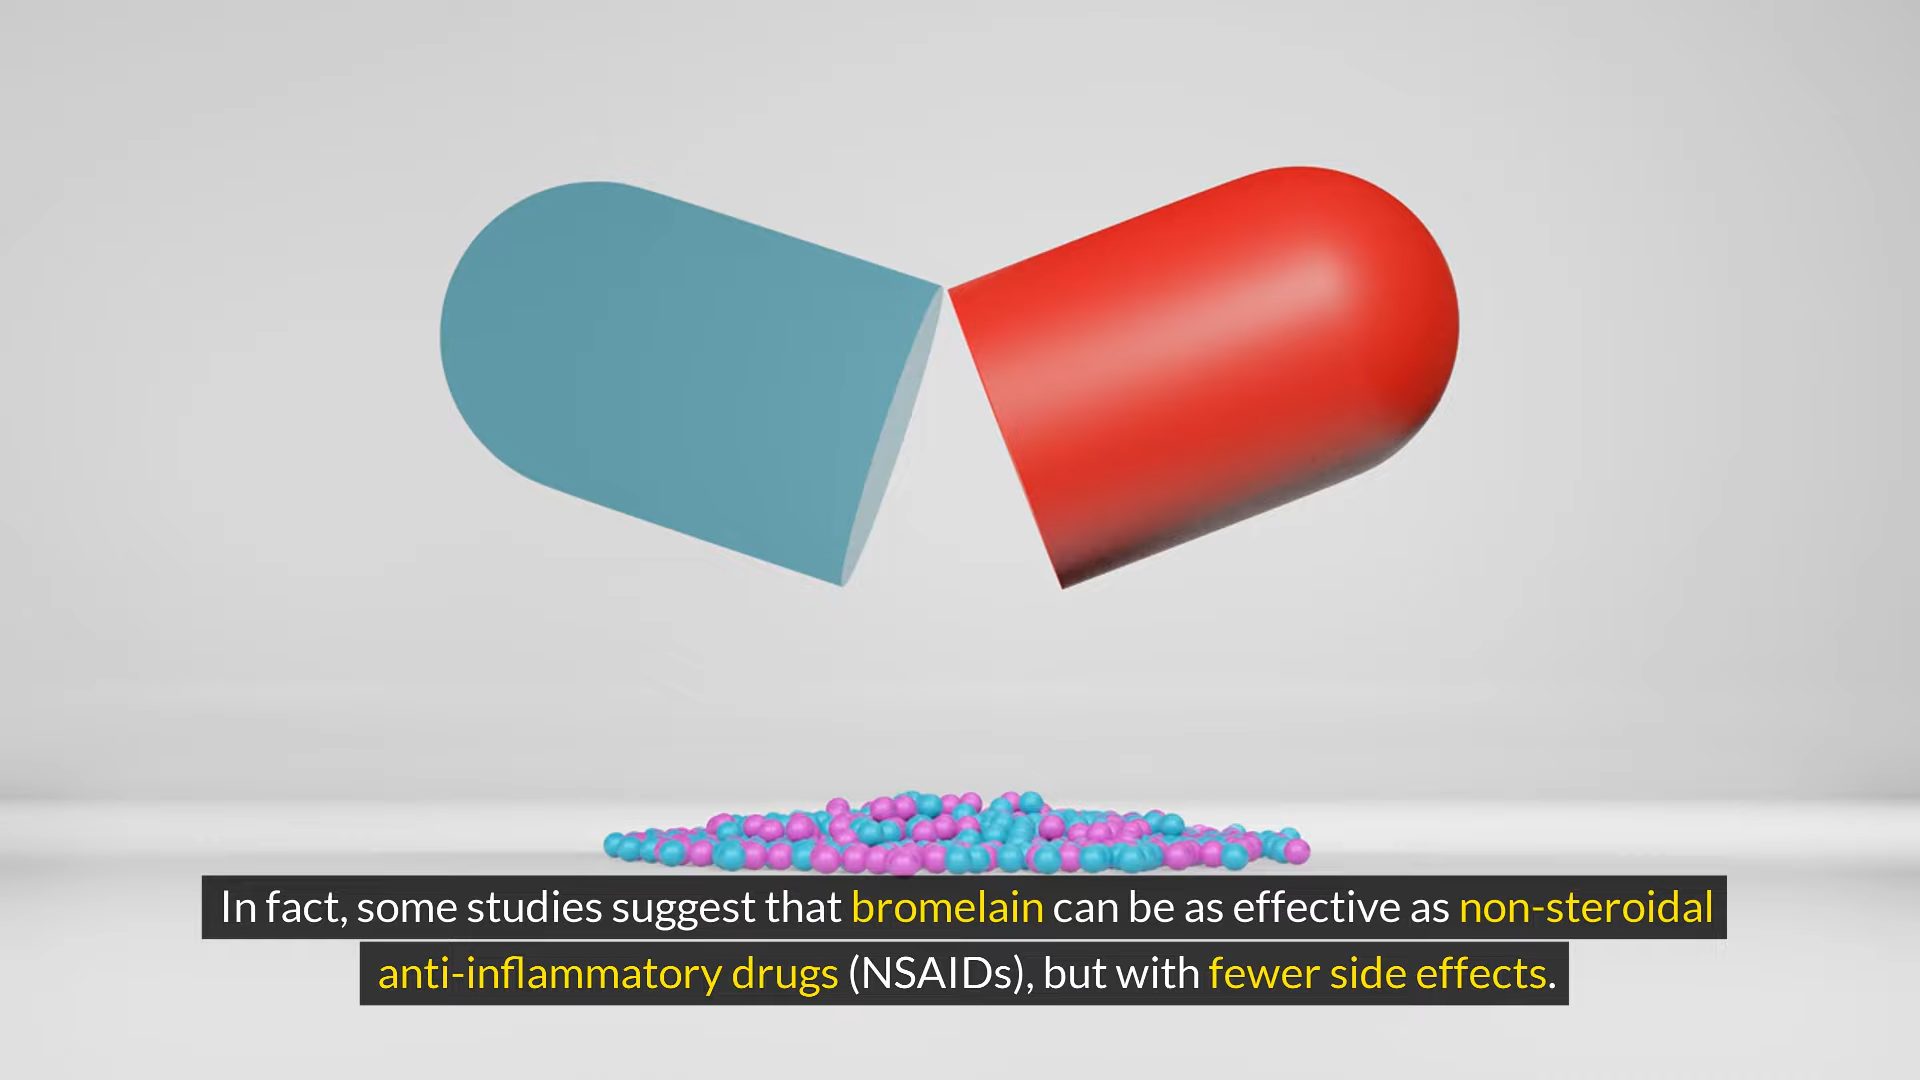 In fact, some studies suggest that bromelain can be as effective as non-steroidal
anti-inflammatory drugs (NSAIDs), but with fewer side effects.